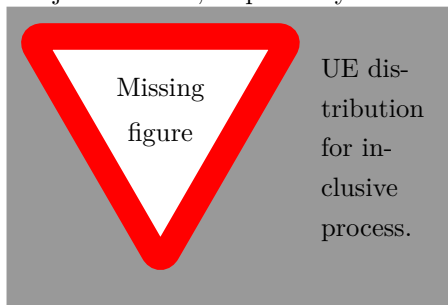 Missing
figure
UE dis-
tribution
for in-
clusive
process.